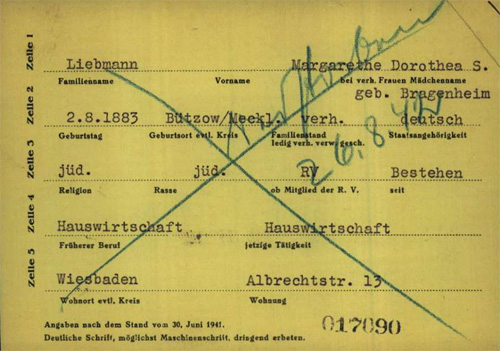 Zeile 1
Liebmann Margarethe Dorothea S.
Familienname Vorname bei verh. Frauen Mädchenname
geb. Bragenheim
Zeile 2
2.8.1883 Bützow Meckl. verh. deutsch
Geburtstag Geburtsort evtl. Kreis Familienstand Staatsangehörigkeit
ledig verh. verw. gesch.
26.8.42
Zeile 3
jüd. jüd. RV Bestehen
Religion Rasse ob Mitglied der R. V. seit
Zeile 4
Hauswirtschaft Hauswirtschaft
Früherer Beruf jetzige Tätigkeit
Zeile 5
Wiesbaden Albrechtstr. 13
Wohnort evtl. Kreis Wohnung
Angaben nach dem Stand vom 30. Juni 1941.
Deutliche Schrift, möglichst Maschinenschrift, dringend erbeten.
017090